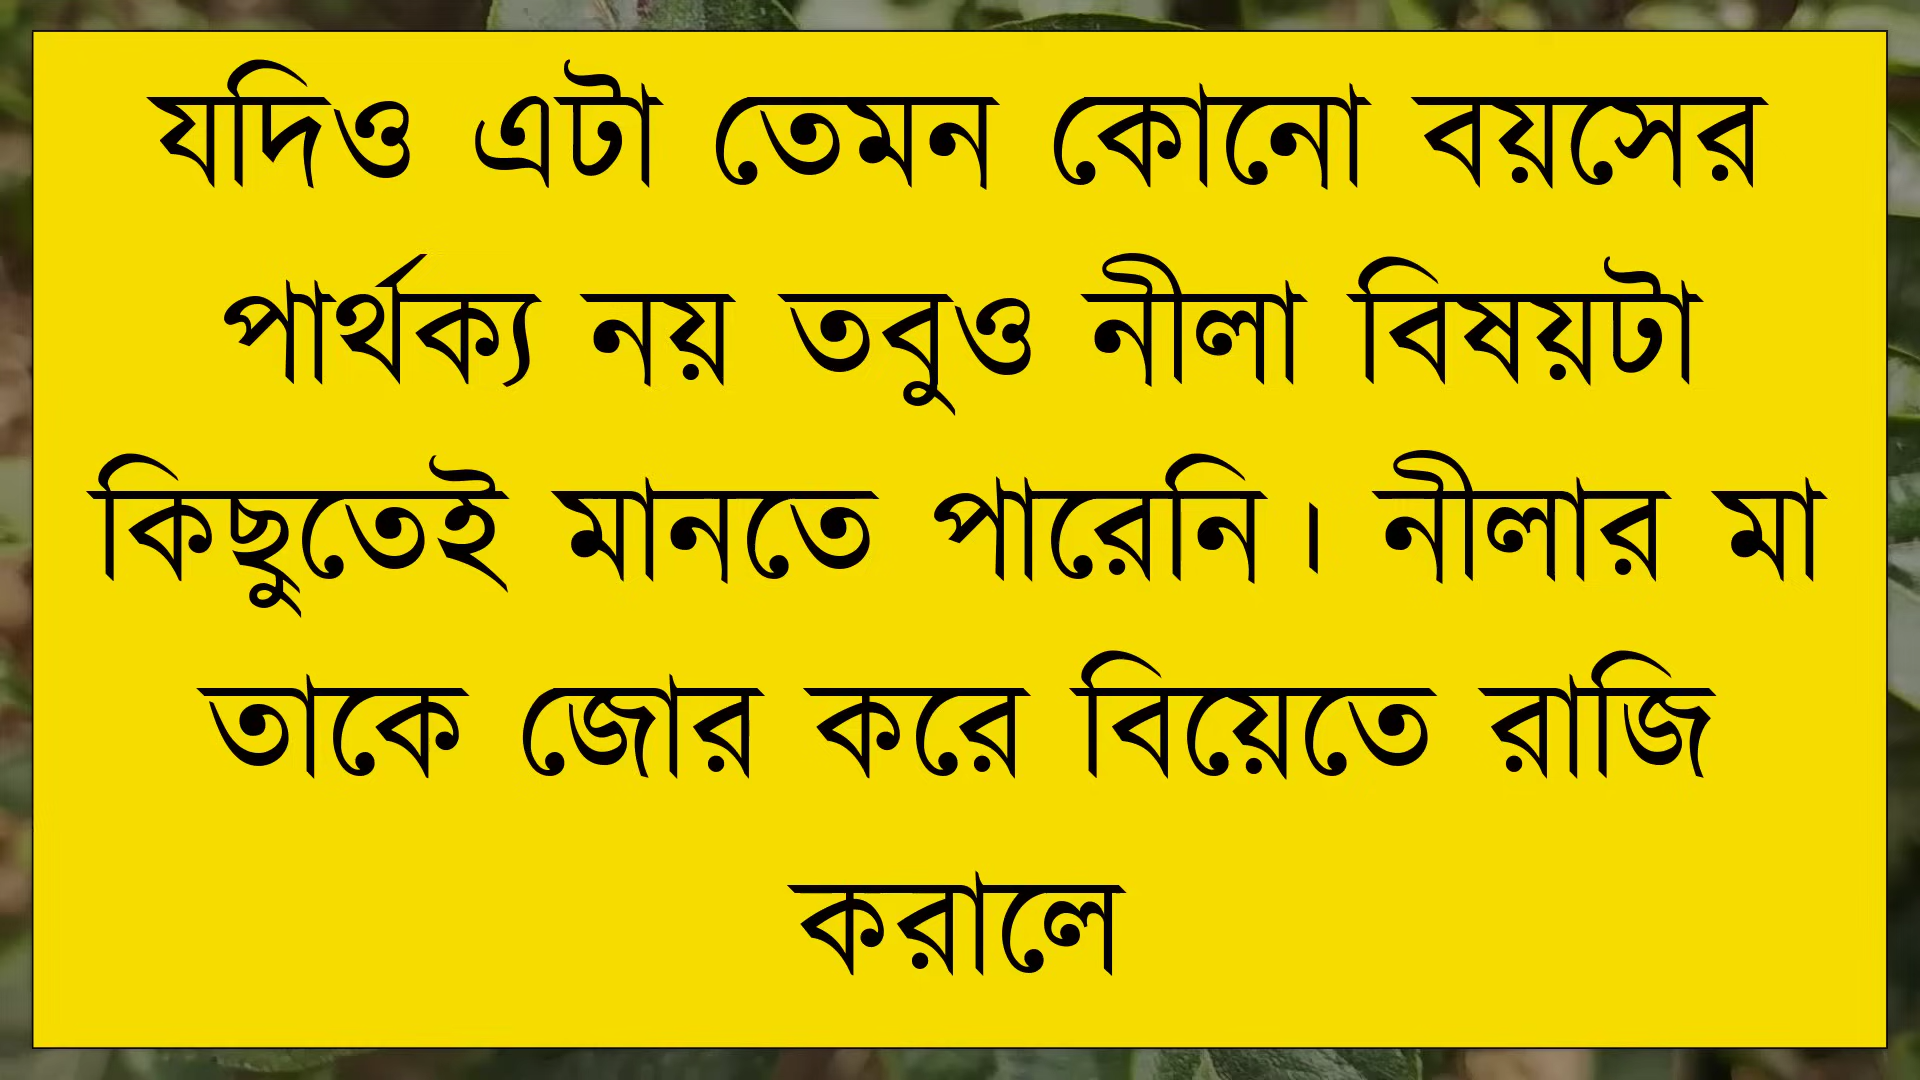 যদিও এটা তেমন কোনো বয়সের
পার্থক্য নয় তবুও নীলা বিষয়টা
কিছুতেই মানতে পারেনি। নীলার মা
তাকে জোর করে বিয়েতে রাজি
করালে